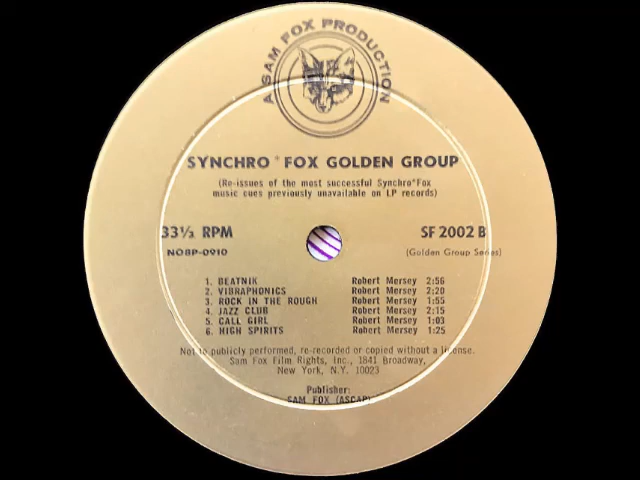 A SAM FOX PRODUCTION
SYNCHRO * FOX GOLDEN GROUP
(Re-issues of the most successful Synchro*Fox
music cues previously unavailable on LP records)
33⅓ RPM SF 2002 B
NO8P-0910 (Golden Group Series)
1. BEATNIK Robert Mersey 2:56
2. VIBRAPHONICS Robert Mersey 2:20
3. ROCK IN THE ROUGH Robert Mersey 1:55
4. JAZZ CLUB Robert Mersey 2:15
5. CALL GIRL Robert Mersey 1:03
6. HIGH SPIRITS Robert Mersey 1:25
Not to publicly performed, re-recorded or copied without a license.
Sam Fox Film Rights, Inc., 1841 Broadway,
New York, N.Y. 10023
Publisher:
SAM FOX (ASCAP)